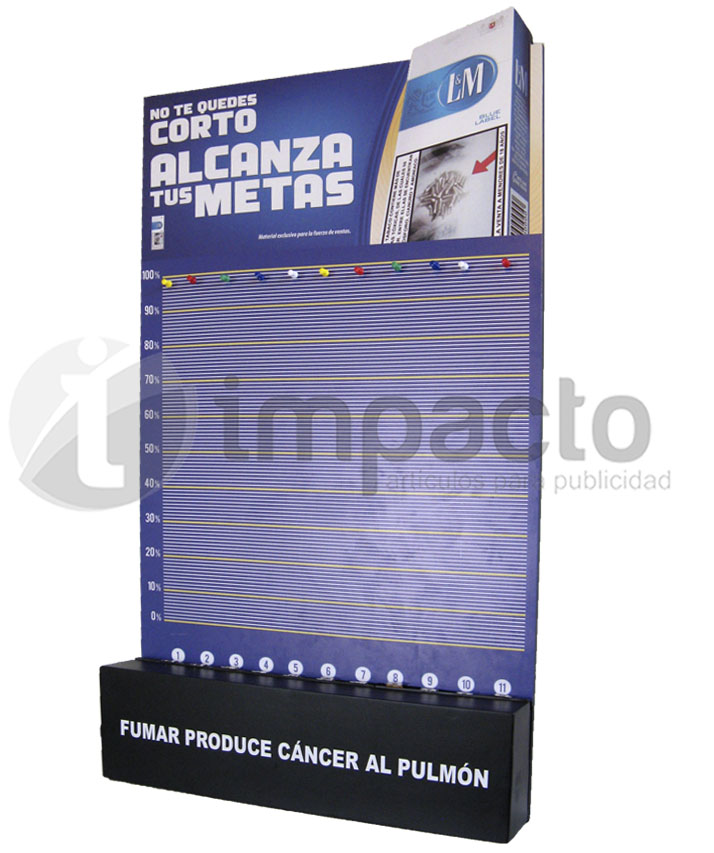 NO TE QUEDES
CORTO
ALCANZA
TUS METAS
Material exclusivo para la fuerza de ventas.
L&M
BLUE
LABEL
L&M
A VENTA A MENORES DE 18 AÑOS
100%
90%
80%
70%
60%
50%
40%
30%
20%
10%
0%
impacto
artículos para publicidad
1 2 3 4 5 6 7 8 9 10 11
FUMAR PRODUCE CÁNCER AL PULMÓN